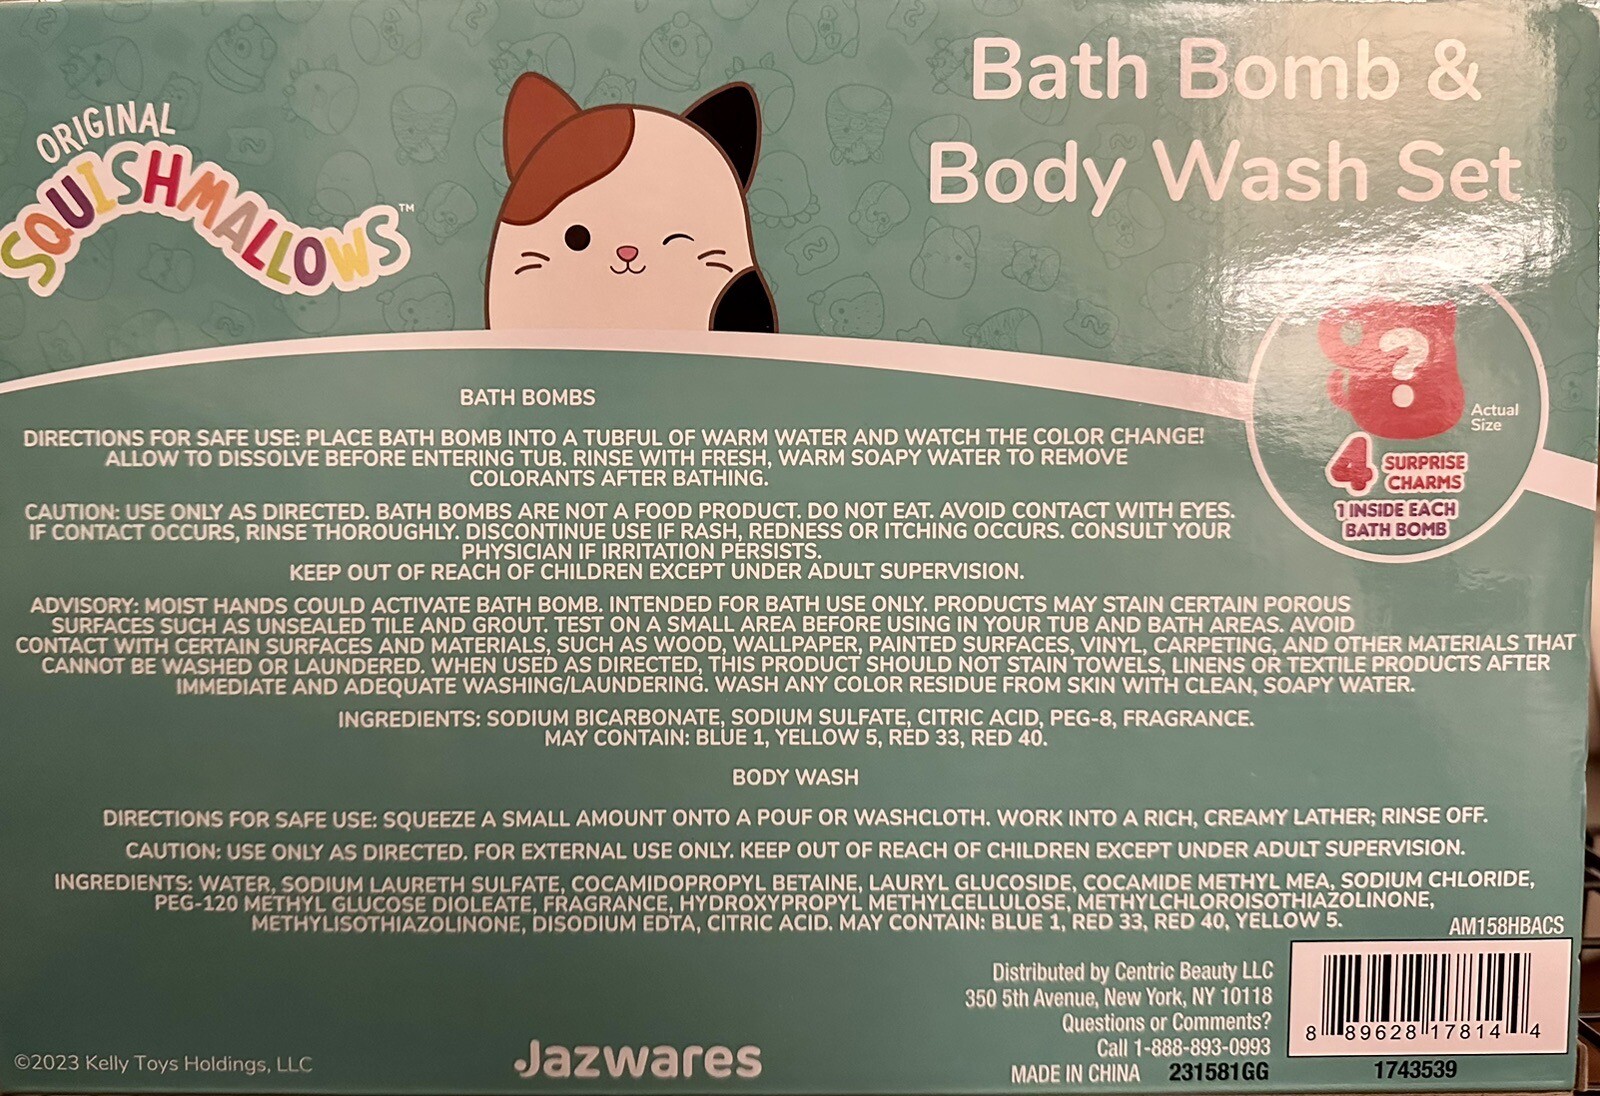 ORIGINAL
SQUISHMALLOWS™
Bath Bomb &
Body Wash Set
?
Actual
Size
4 SURPRISE
CHARMS
1 INSIDE EACH
BATH BOMB
BATH BOMBS
DIRECTIONS FOR SAFE USE: PLACE BATH BOMB INTO A TUBFUL OF WARM WATER AND WATCH THE COLOR CHANGE!
ALLOW TO DISSOLVE BEFORE ENTERING TUB. RINSE WITH FRESH, WARM SOAPY WATER TO REMOVE
COLORANTS AFTER BATHING.
CAUTION: USE ONLY AS DIRECTED. BATH BOMBS ARE NOT A FOOD PRODUCT. DO NOT EAT. AVOID CONTACT WITH EYES.
IF CONTACT OCCURS, RINSE THOROUGHLY. DISCONTINUE USE IF RASH, REDNESS OR ITCHING OCCURS. CONSULT YOUR
PHYSICIAN IF IRRITATION PERSISTS.
KEEP OUT OF REACH OF CHILDREN EXCEPT UNDER ADULT SUPERVISION.
ADVISORY: MOIST HANDS COULD ACTIVATE BATH BOMB. INTENDED FOR BATH USE ONLY. PRODUCTS MAY STAIN CERTAIN POROUS
SURFACES SUCH AS UNSEALED TILE AND GROUT. TEST ON A SMALL AREA BEFORE USING IN YOUR TUB AND BATH AREAS. AVOID
CONTACT WITH CERTAIN SURFACES AND MATERIALS, SUCH AS WOOD, WALLPAPER, PAINTED SURFACES, VINYL, CARPETING, AND OTHER MATERIALS THAT
CANNOT BE WASHED OR LAUNDERED. WHEN USED AS DIRECTED, THIS PRODUCT SHOULD NOT STAIN TOWELS, LINENS OR TEXTILE PRODUCTS AFTER
IMMEDIATE AND ADEQUATE WASHING/LAUNDERING. WASH ANY COLOR RESIDUE FROM SKIN WITH CLEAN, SOAPY WATER.
INGREDIENTS: SODIUM BICARBONATE, SODIUM SULFATE, CITRIC ACID, PEG-8, FRAGRANCE.
MAY CONTAIN: BLUE 1, YELLOW 5, RED 33, RED 40.
BODY WASH
DIRECTIONS FOR SAFE USE: SQUEEZE A SMALL AMOUNT ONTO A POUF OR WASHCLOTH. WORK INTO A RICH, CREAMY LATHER; RINSE OFF.
CAUTION: USE ONLY AS DIRECTED. FOR EXTERNAL USE ONLY. KEEP OUT OF REACH OF CHILDREN EXCEPT UNDER ADULT SUPERVISION.
INGREDIENTS: WATER, SODIUM LAURETH SULFATE, COCAMIDOPROPYL BETAINE, LAURYL GLUCOSIDE, COCAMIDE METHYL MEA, SODIUM CHLORIDE,
PEG-120 METHYL GLUCOSE DIOLEATE, FRAGRANCE, HYDROXYPROPYL METHYLCELLULOSE, METHYLCHLOROISOTHIAZOLINONE,
METHYLISOTHIAZOLINONE, DISODIUM EDTA, CITRIC ACID. MAY CONTAIN: BLUE 1, RED 33, RED 40, YELLOW 5.
AM158HBACS
Distributed by Centric Beauty LLC
350 5th Avenue, New York, NY 10118
Questions or Comments?
Call 1-888-893-0993
MADE IN CHINA 231581GG
8 89628 17814 4
1743539
©2023 Kelly Toys Holdings, LLC
Jazwares